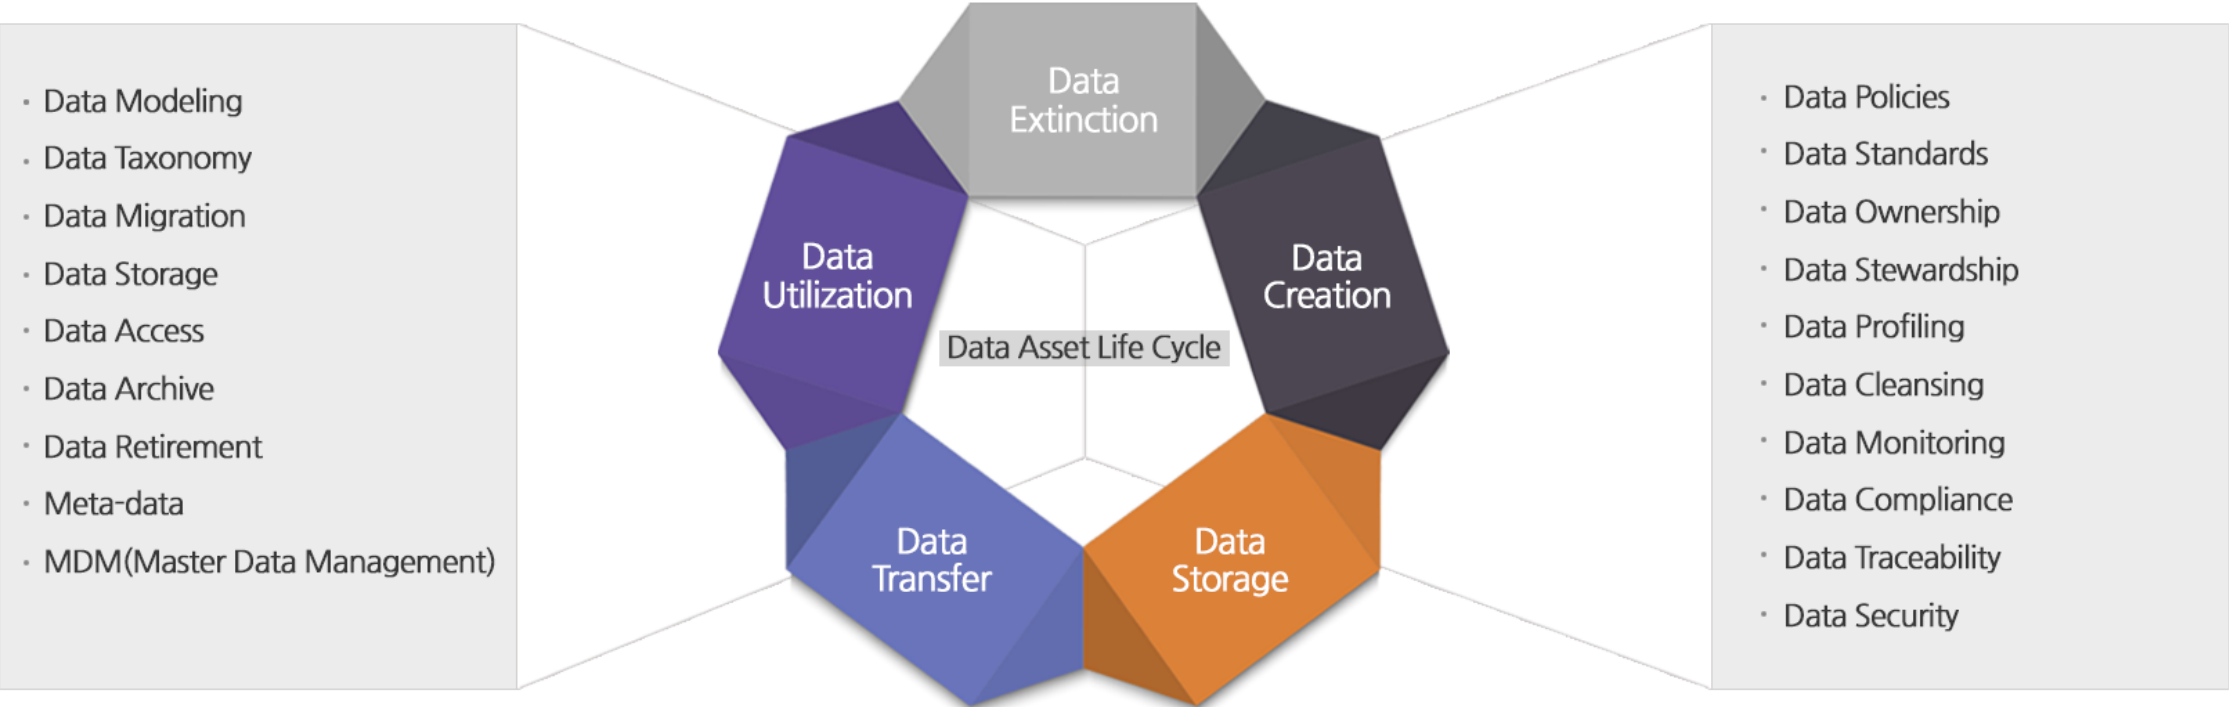 · Data Modeling
· Data Taxonomy
· Data Migration
· Data Storage
· Data Access
· Data Archive
· Data Retirement
· Meta-data
· MDM(Master Data Management)
Data
Extinction
Data
Utilization
Data
Creation
Data Asset Life Cycle
Data
Transfer
Data
Storage
· Data Policies
· Data Standards
· Data Ownership
· Data Stewardship
· Data Profiling
· Data Cleansing
· Data Monitoring
· Data Compliance
· Data Traceability
· Data Security